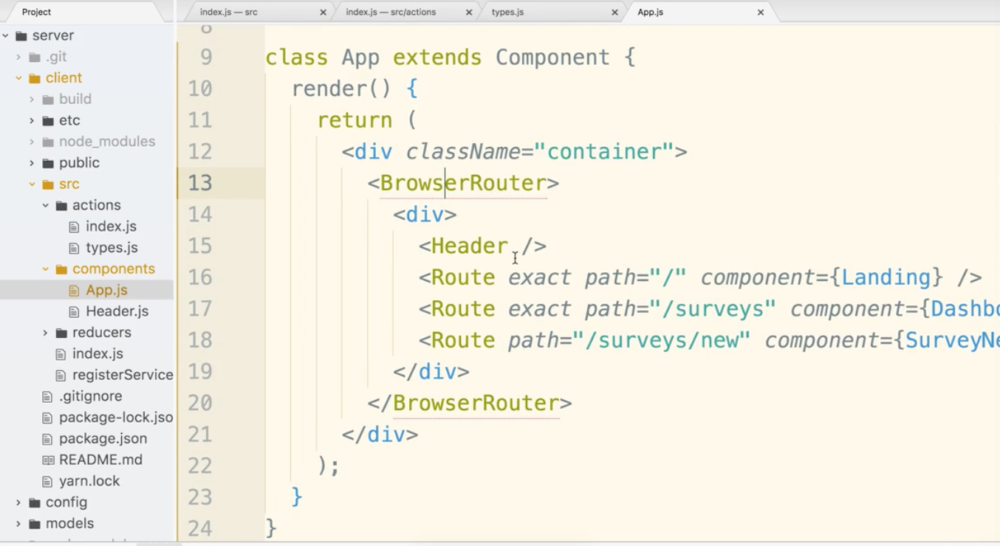 Project
index.js — src
index.js — src/actions
types.js
App.js
server
.git
client
build
etc
node_modules
public
src
actions
index.js
types.js
components
App.js
Header.js
reducers
index.js
registerService
.gitignore
package-lock.jso
package.json
README.md
yarn.lock
config
models
8
9 class App extends Component {
10 render() {
11 return (
12 <div className="container">
13 <BrowserRouter>
14 <div>
15 <Header />
16 <Route exact path="/" component={Landing} />
17 <Route exact path="/surveys" component={Dashbo
18 <Route path="/surveys/new" component={SurveyNe
19 </div>
20 </BrowserRouter>
21 </div>
22 );
23 }
24 }